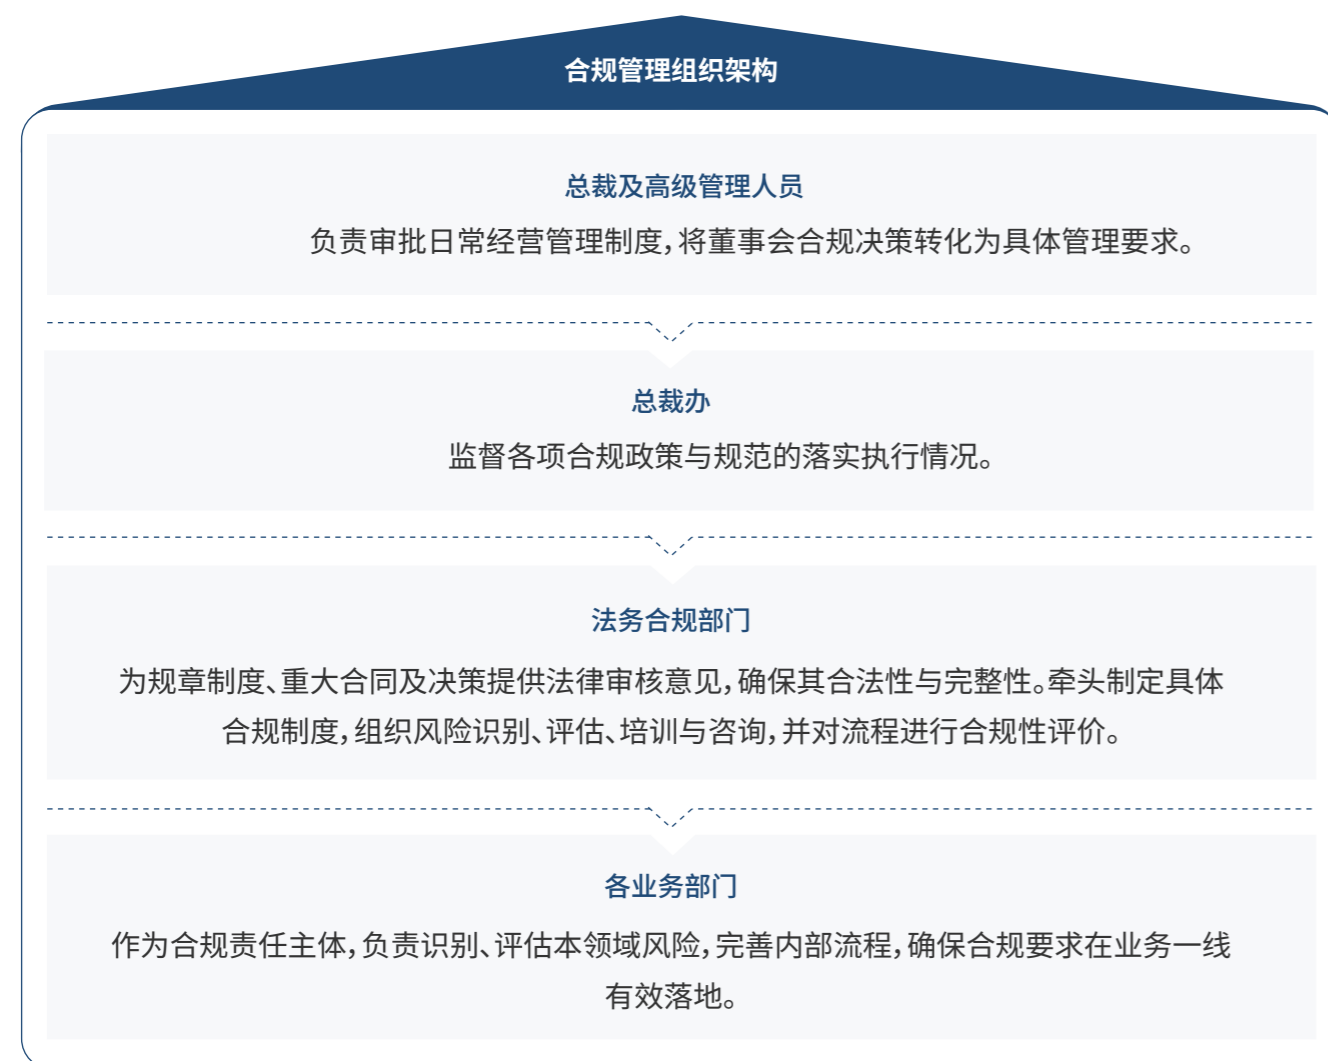 合规管理组织架构
总裁及高级管理人员
负责审批日常经营管理制度，将董事会合规决策转化为具体管理要求。
总裁办
监督各项合规政策与规范的落实执行情况。
法务合规部门
为规章制度、重大合同及决策提供法律审核意见，确保其合法性与完整性。牵头制定具体
合规制度，组织风险识别、评估、培训与咨询，并对流程进行合规性评价。
各业务部门
作为合规责任主体，负责识别、评估本领域风险，完善内部流程，确保合规要求在业务一线
有效落地。